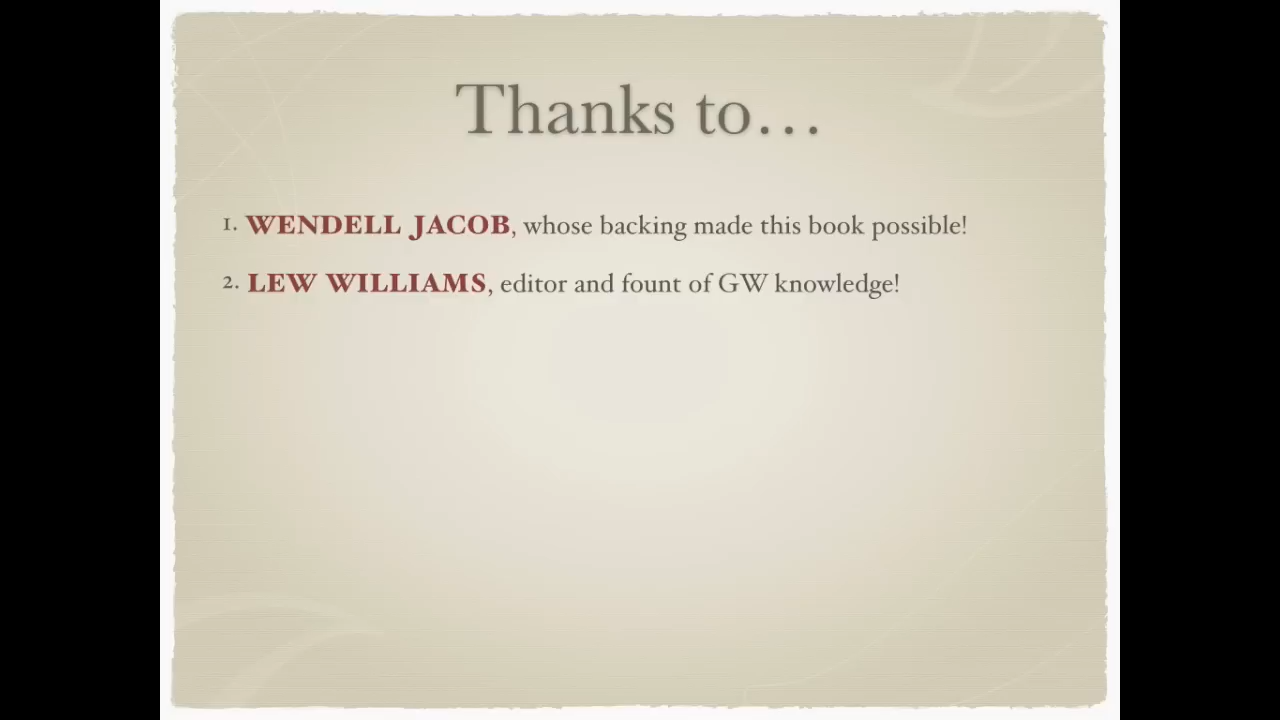 Thanks to…
1. WENDELL JACOB, whose backing made this book possible!
2. LEW WILLIAMS, editor and fount of GW knowledge!